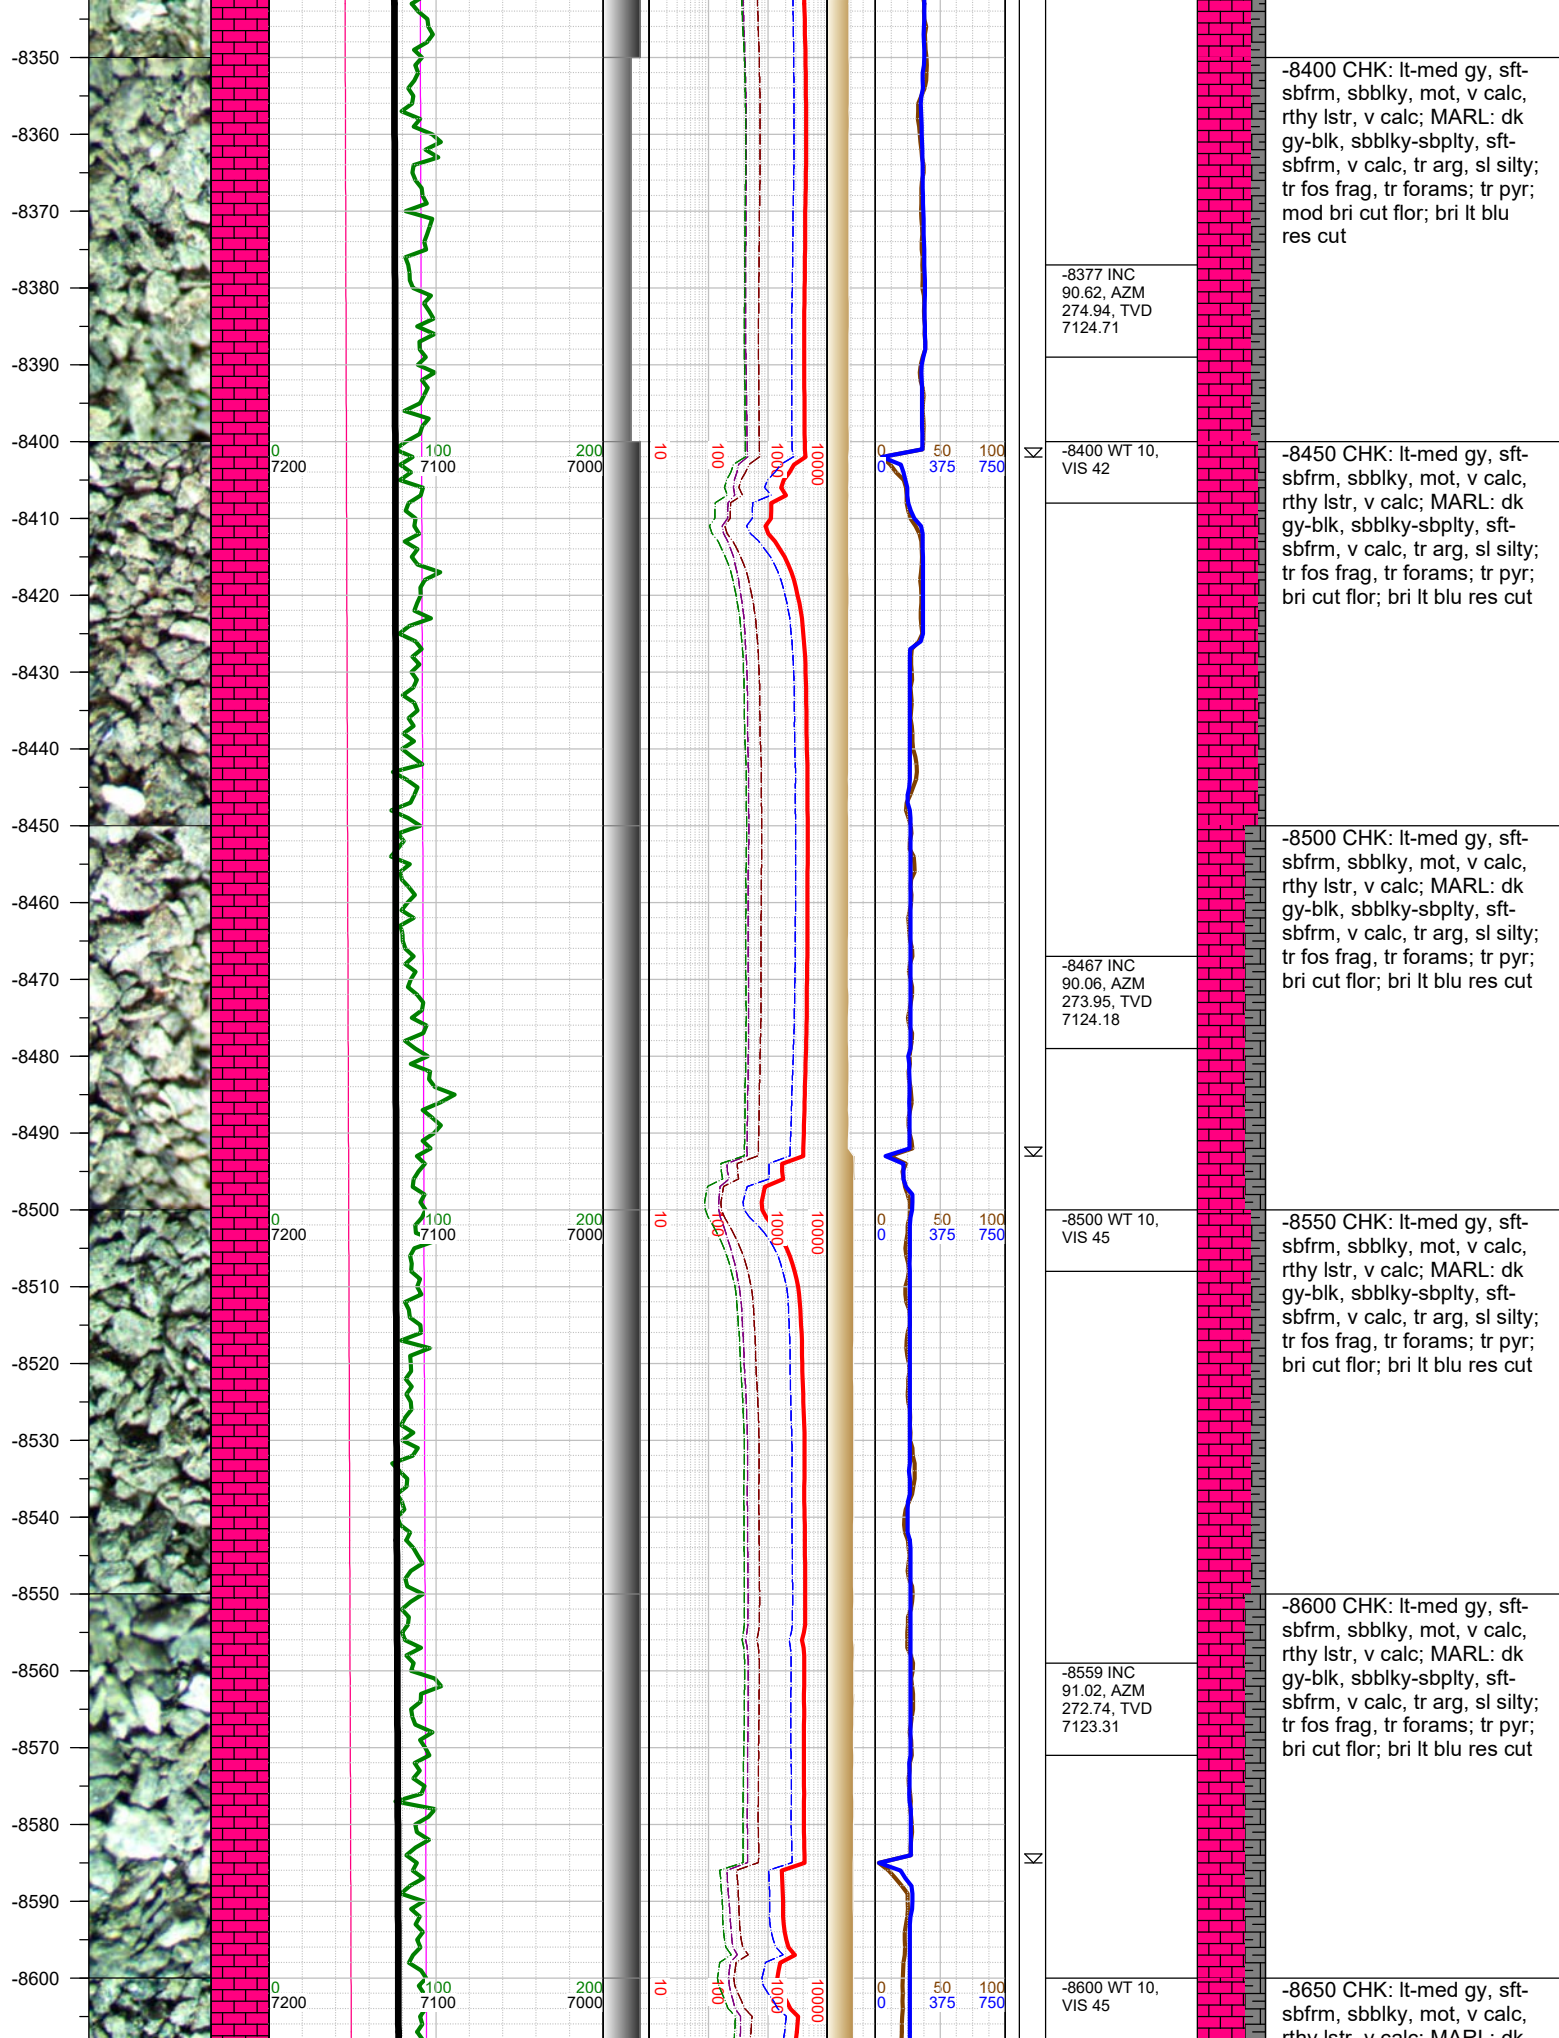 -8350
-8360
-8370
-8380
-8390
-8400
-8410
-8420
-8430
-8440
-8450
-8460
-8470
-8480
-8490
-8500
-8510
-8520
-8530
-8540
-8550
-8560
-8570
-8580
-8590
-8600
0 100 200
7200 7100 7000
10 100 1000 10000
0 50 100
0 375 750
0 100 200
7200 7100 7000
10 100 1000 10000
0 50 100
0 375 750
0 100 200
7200 7100 7000
10 100 1000 10000
0 50 100
0 375 750
-8377 INC
90.62, AZM
274.94, TVD
7124.71
-8400 WT 10,
VIS 42
-8467 INC
90.06, AZM
273.95, TVD
7124.18
-8500 WT 10,
VIS 45
-8559 INC
91.02, AZM
272.74, TVD
7123.31
-8600 WT 10,
VIS 45
-8400 CHK: lt-med gy, sft-
sbfrm, sbblky, mot, v calc,
rthy lstr, v calc; MARL: dk
gy-blk, sbblky-sbplty, sft-
sbfrm, v calc, tr arg, sl silty;
tr fos frag, tr forams; tr pyr;
mod bri cut flor; bri lt blu
res cut
-8450 CHK: lt-med gy, sft-
sbfrm, sbblky, mot, v calc,
rthy lstr, v calc; MARL: dk
gy-blk, sbblky-sbplty, sft-
sbfrm, v calc, tr arg, sl silty;
tr fos frag, tr forams; tr pyr;
bri cut flor; bri lt blu res cut
-8500 CHK: lt-med gy, sft-
sbfrm, sbblky, mot, v calc,
rthy lstr, v calc; MARL: dk
gy-blk, sbblky-sbplty, sft-
sbfrm, v calc, tr arg, sl silty;
tr fos frag, tr forams; tr pyr;
bri cut flor; bri lt blu res cut
-8550 CHK: lt-med gy, sft-
sbfrm, sbblky, mot, v calc,
rthy lstr, v calc; MARL: dk
gy-blk, sbblky-sbplty, sft-
sbfrm, v calc, tr arg, sl silty;
tr fos frag, tr forams; tr pyr;
bri cut flor; bri lt blu res cut
-8600 CHK: lt-med gy, sft-
sbfrm, sbblky, mot, v calc,
rthy lstr, v calc; MARL: dk
gy-blk, sbblky-sbplty, sft-
sbfrm, v calc, tr arg, sl silty;
tr fos frag, tr forams; tr pyr;
bri cut flor; bri lt blu res cut
-8650 CHK: lt-med gy, sft-
sbfrm, sbblky, mot, v calc,
rthy lstr, v calc; MARL: dk